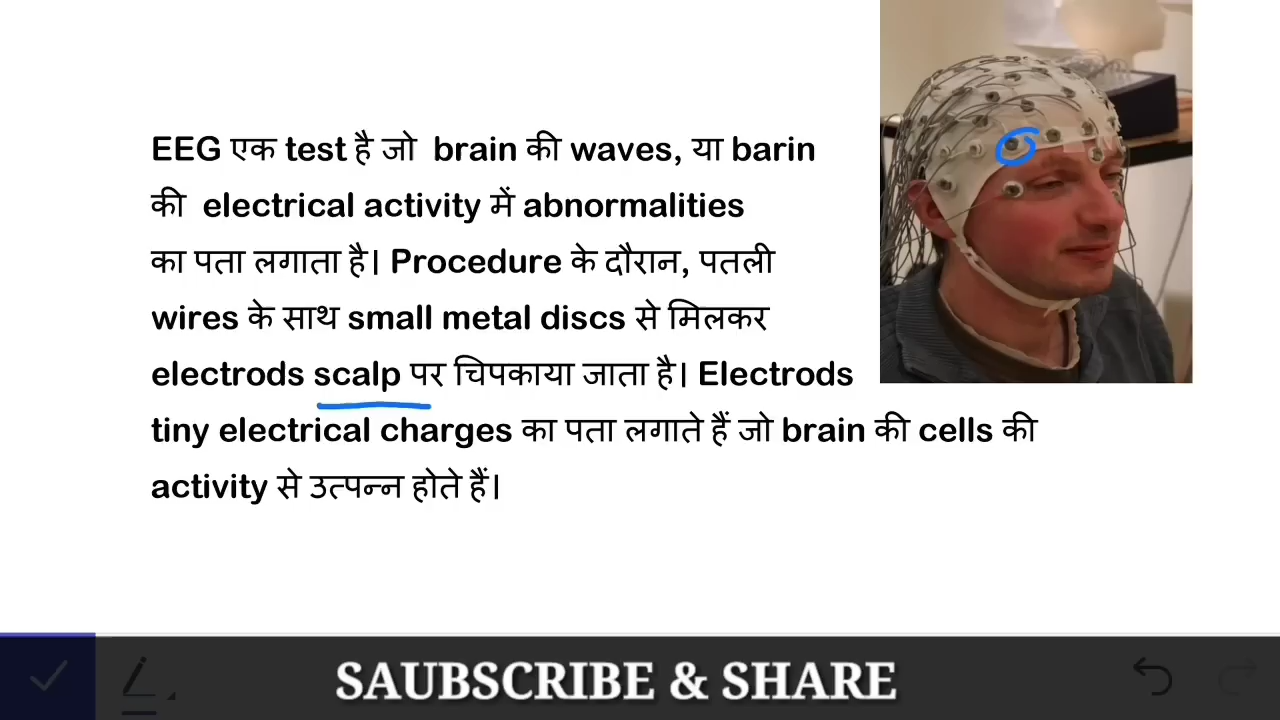 EEG एक test है जो brain की waves, या barin
की electrical activity में abnormalities
का पता लगाता है। Procedure के दौरान, पतली
wires के साथ small metal discs से मिलकर
electrods scalp पर चिपकाया जाता है। Electrods
tiny electrical charges का पता लगाते हैं जो brain की cells की
activity से उत्पन्न होते हैं।
SAUBSCRIBE & SHARE